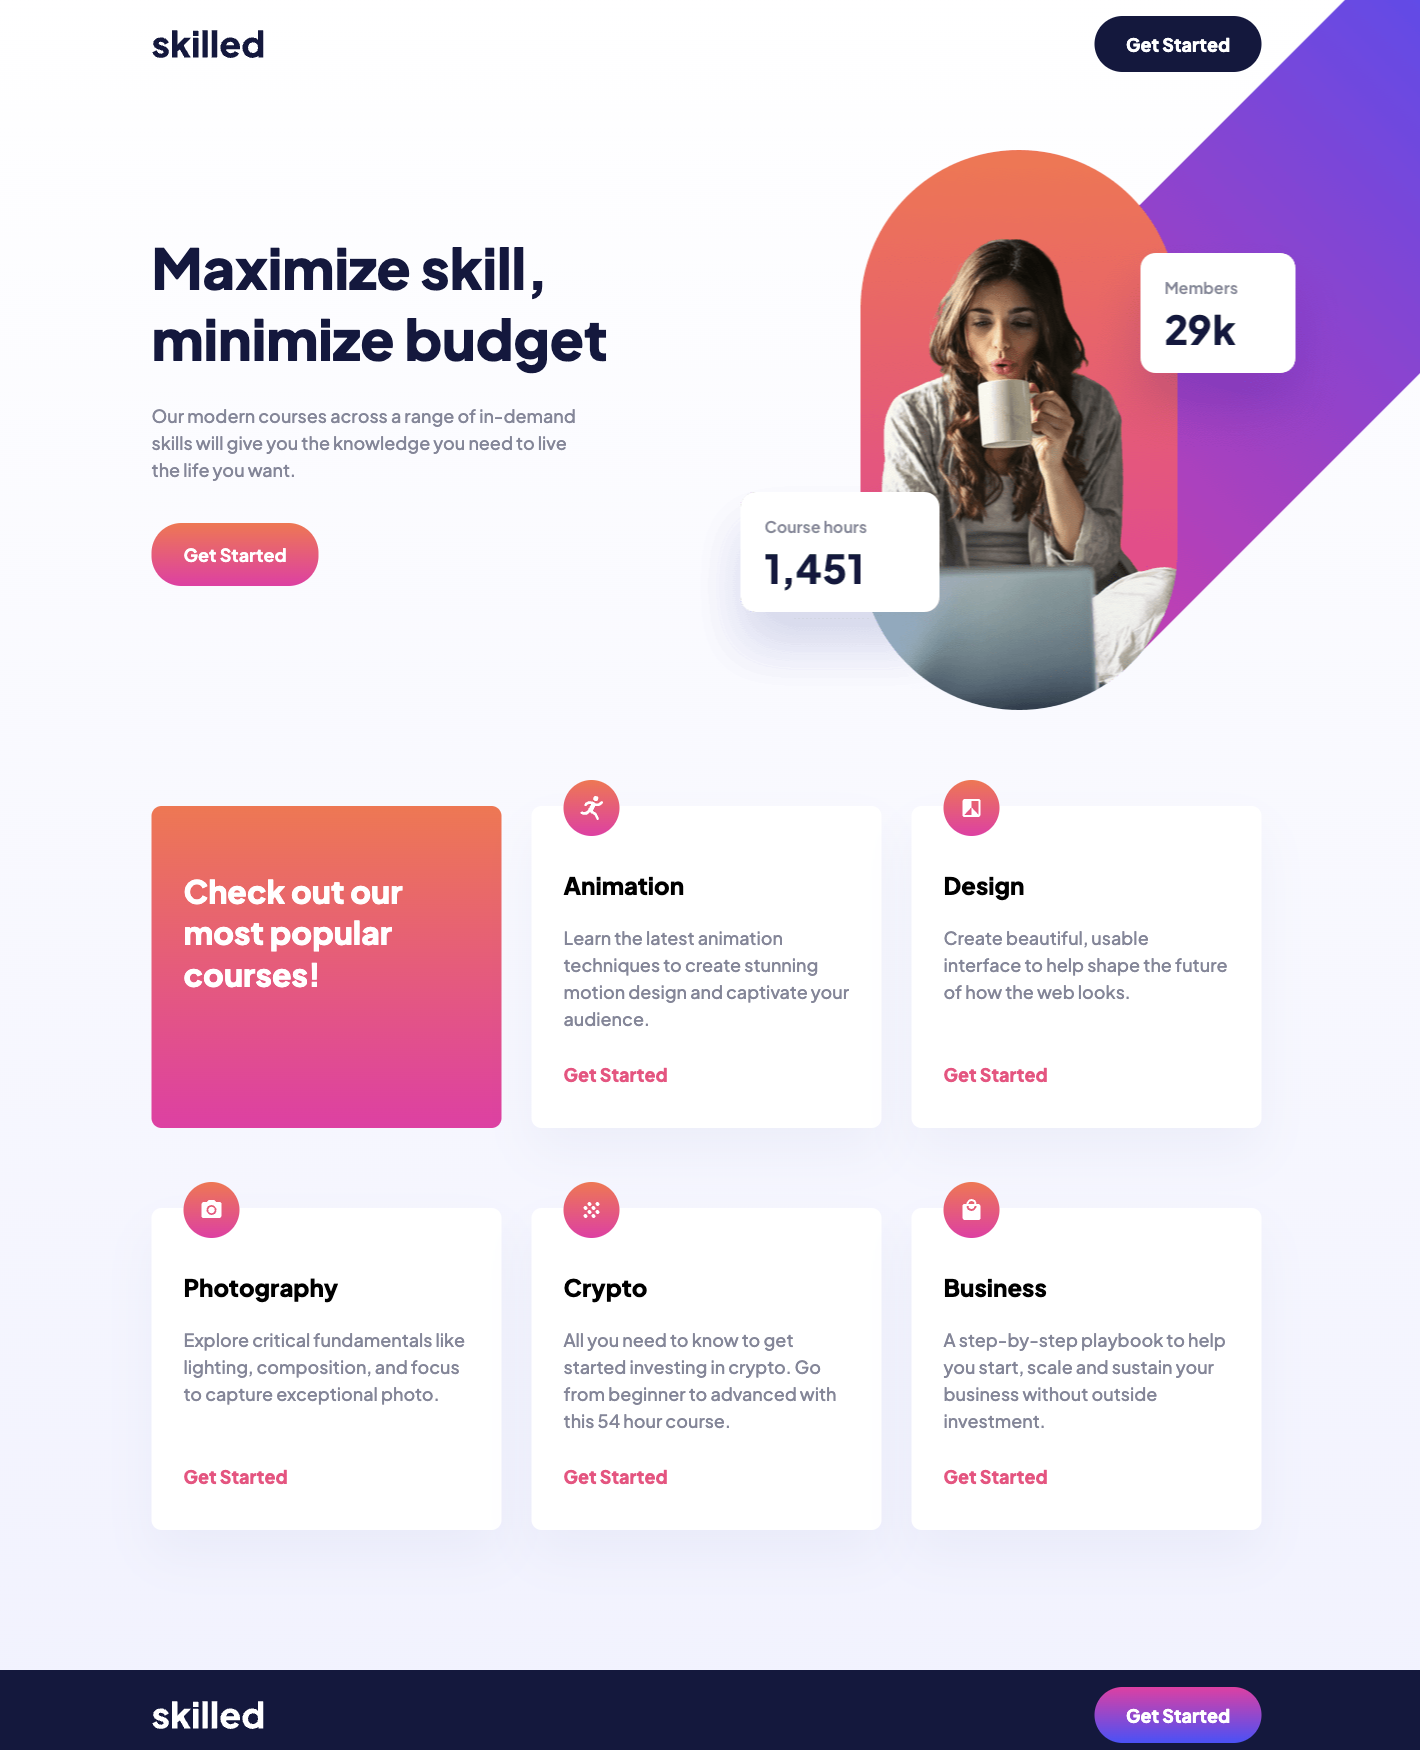 skilled
Get Started
Maximize skill,
minimize budget
Our modern courses across a range of in-demand
skills will give you the knowledge you need to live
the life you want.
Get Started
Members
29k
Course hours
1,451
Check out our
most popular
courses!
Animation
Learn the latest animation
techniques to create stunning
motion design and captivate your
audience.
Get Started
Design
Create beautiful, usable
interface to help shape the future
of how the web looks.
Get Started
Photography
Explore critical fundamentals like
lighting, composition, and focus
to capture exceptional photo.
Get Started
Crypto
All you need to know to get
started investing in crypto. Go
from beginner to advanced with
this 54 hour course.
Get Started
Business
A step-by-step playbook to help
you start, scale and sustain your
business without outside
investment.
Get Started
skilled
Get Started